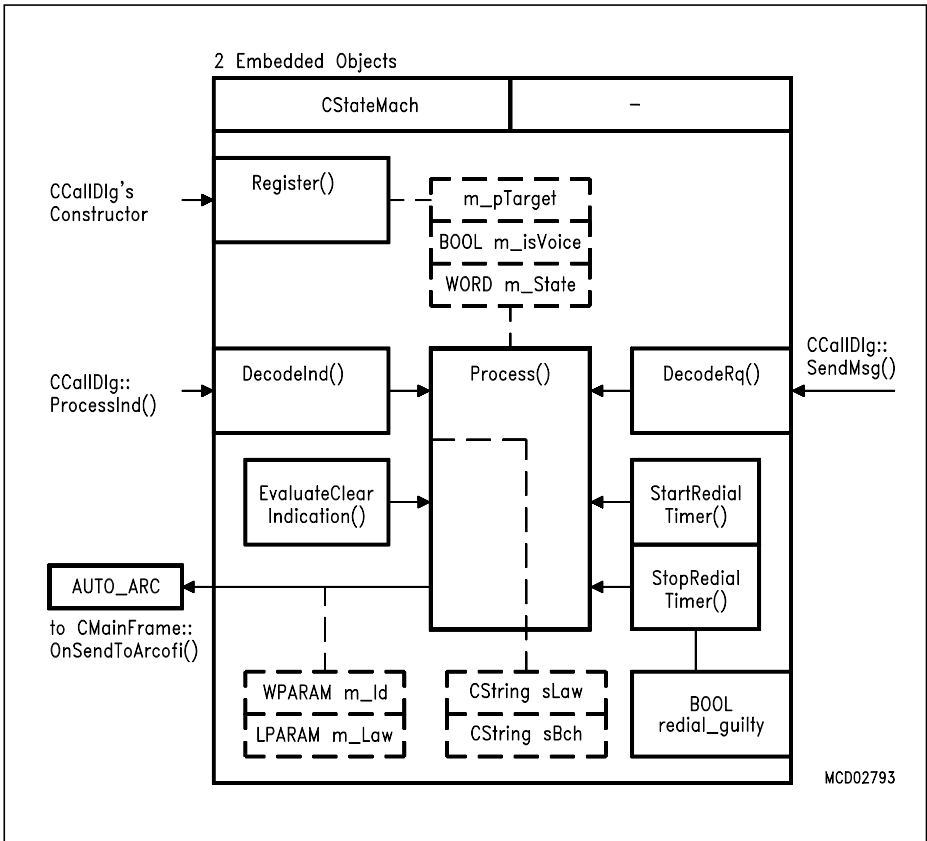 2 Embedded Objects
CStateMach
–
CCallDlg's
Constructor
Register()
m_pTarget
BOOL m_isVoice
WORD m_State
CCallDlg::
ProcessInd()
DecodeInd()
Process()
DecodeRq()
CCallDlg::
SendMsg()
EvaluateClear
Indication()
StartRedial
Timer()
StopRedial
Timer()
AUTO_ARC
to CMainFrame::
OnSendToArcofi()
WPARAM m_Id
LPARAM m_Law
CString sLaw
CString sBch
BOOL
redial_guilty
MCD02793